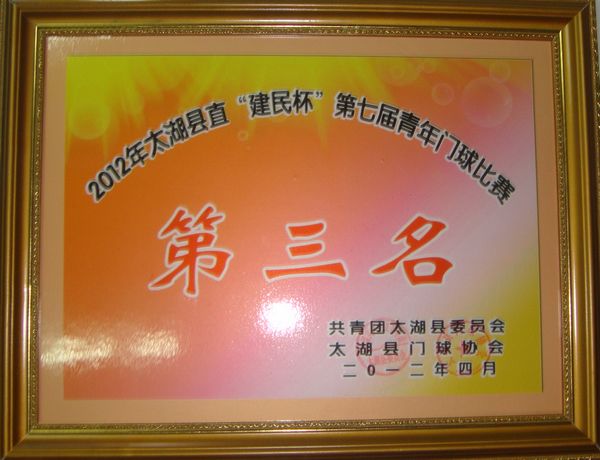 2012年太湖县直“建民杯”第七届青年门球比赛
第三名
共青团太湖县委员会
太湖县门球协会
二〇一二年四月